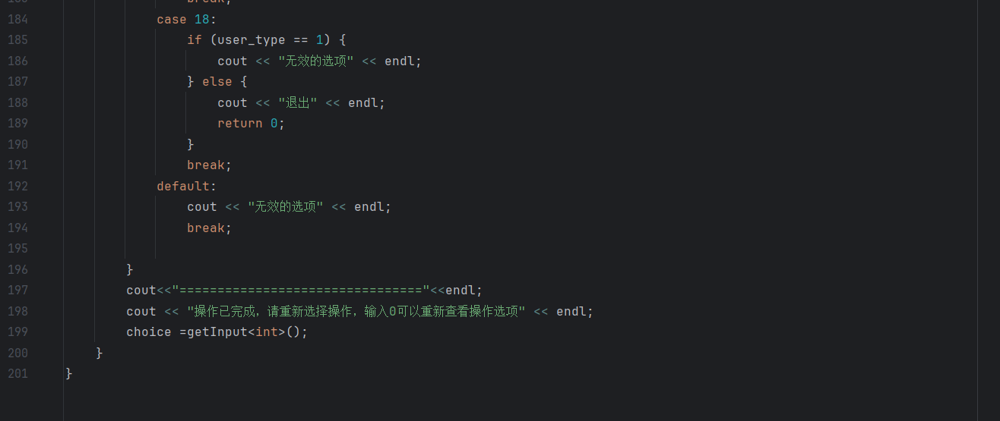 break;
184 case 18:
185 if (user_type == 1) {
186 cout << "无效的选项" << endl;
187 } else {
188 cout << "退出" << endl;
189 return 0;
190 }
191 break;
192 default:
193 cout << "无效的选项" << endl;
194 break;
195
196 }
197 cout<<"================================"<<endl;
198 cout << "操作已完成，请重新选择操作，输入0可以重新查看操作选项" << endl;
199 choice =getInput<int>();
200 }
201 }